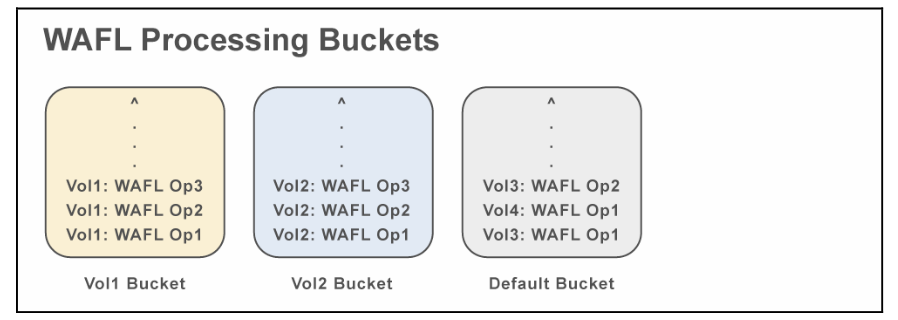 WAFL Processing Buckets
^
.
.
.
Vol1: WAFL Op3
Vol1: WAFL Op2
Vol1: WAFL Op1
Vol1 Bucket
^
.
.
.
Vol2: WAFL Op3
Vol2: WAFL Op2
Vol2: WAFL Op1
Vol2 Bucket
^
.
.
.
Vol3: WAFL Op2
Vol4: WAFL Op1
Vol3: WAFL Op1
Default Bucket